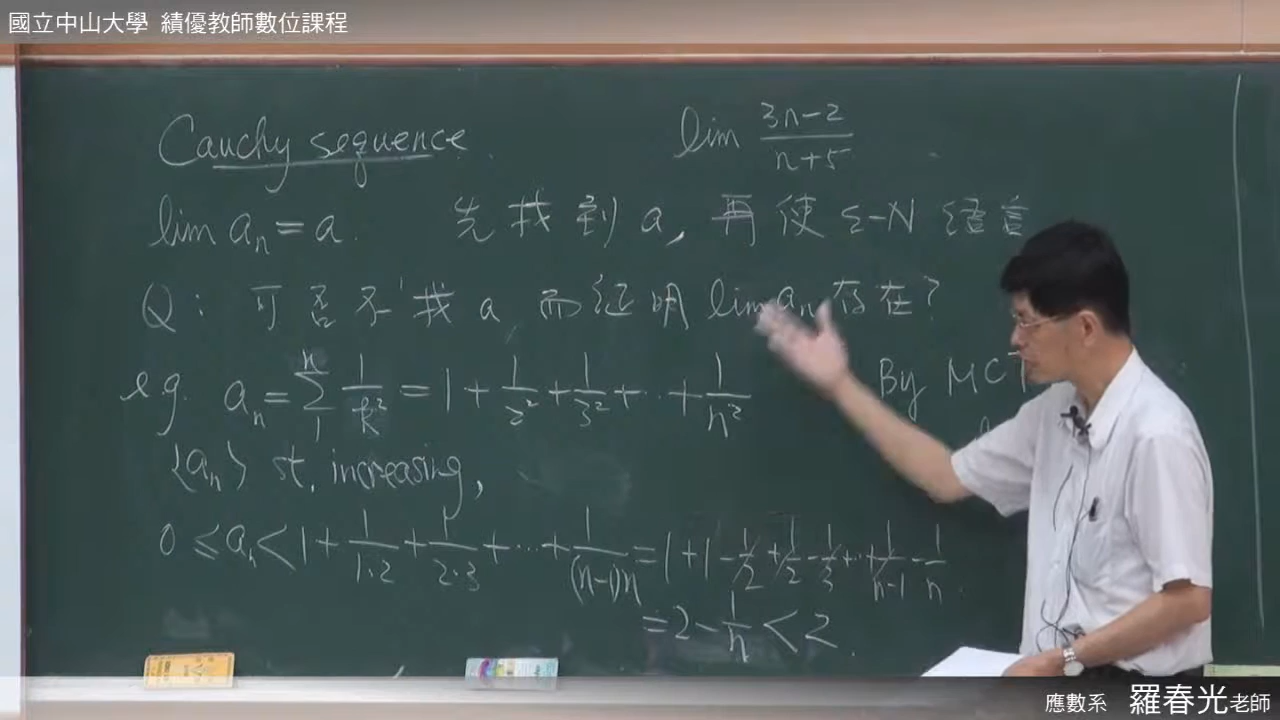 國立中山大學 績優教師數位課程
Cauchy sequence.
lim (3n-2)/(n+5)
lim aₙ = a. 先找到 a, 再使 ε-N 語言
Q: 可否不找 a 而证明 lim aₙ 存在?
e.g. aₙ = ∑₁ⁿ 1/k² = 1 + 1/2² + 1/3² + ⋯ + 1/n²
By MCT
⟨aₙ⟩ st. increasing,
0 ≤ aₙ < 1 + 1/(1·2) + 1/(2·3) + ⋯ + 1/((n-1)n) = 1 + 1 - 1/2 + 1/2 - 1/3 + ⋯ + 1/(n-1) - 1/n.
= 2 - 1/n < 2.
應數系 羅春光老師